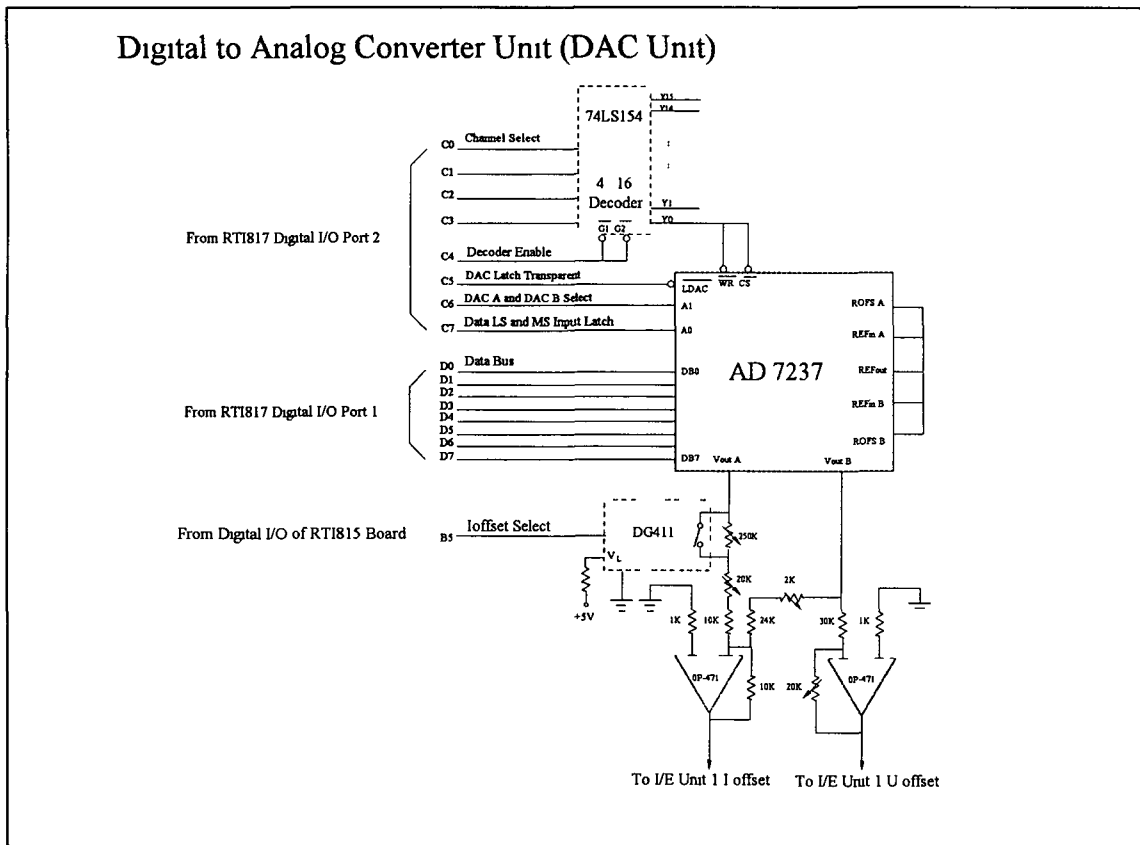 Digital to Analog Converter Unit (DAC Unit)
Y15
Y14
74LS154
C0 Channel Select
C1
C2
4 16
Decoder
Y1
C3
Y0
From RTI817 Digital I/O Port 2
G1 G2
C4 Decoder Enable
C5 DAC Latch Transparent
LDAC
WR CS
C6 DAC A and DAC B Select
A1
ROFS A
C7 Data LS and MS Input Latch
A0
REFin A
D0 Data Bus
DB0
AD 7237
REFout
D1
D2
D3
REFin B
From RTI817 Digital I/O Port 1
D4
D5
D6
ROFS B
D7
DB7
Vout A
Vout B
From Digital I/O of RTI815 Board
B5 Ioffset Select
DG411
250K
VL
20K
2K
+5V
1K
10K
24K
30K
1K
OP-471
10K
20K
OP-471
To I/E Unit 1 I offset
To I/E Unit 1 U offset